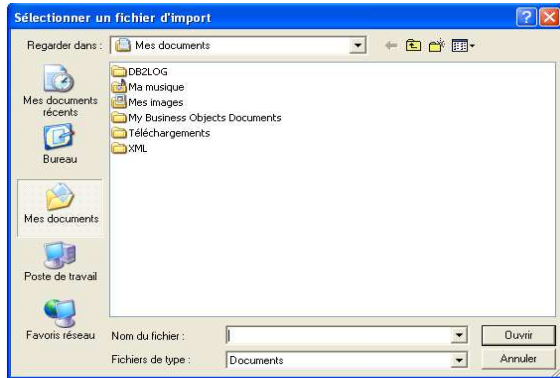 Sélectionner un fichier d'import
Regarder dans :
Mes documents
DB2LOG
Ma musique
Mes images
My Business Objects Documents
Téléchargements
XML
Mes documents
récents
Bureau
Mes documents
Poste de travail
Favoris réseau
Nom du fichier :
Ouvrir
Fichiers de type :
Documents
Annuler